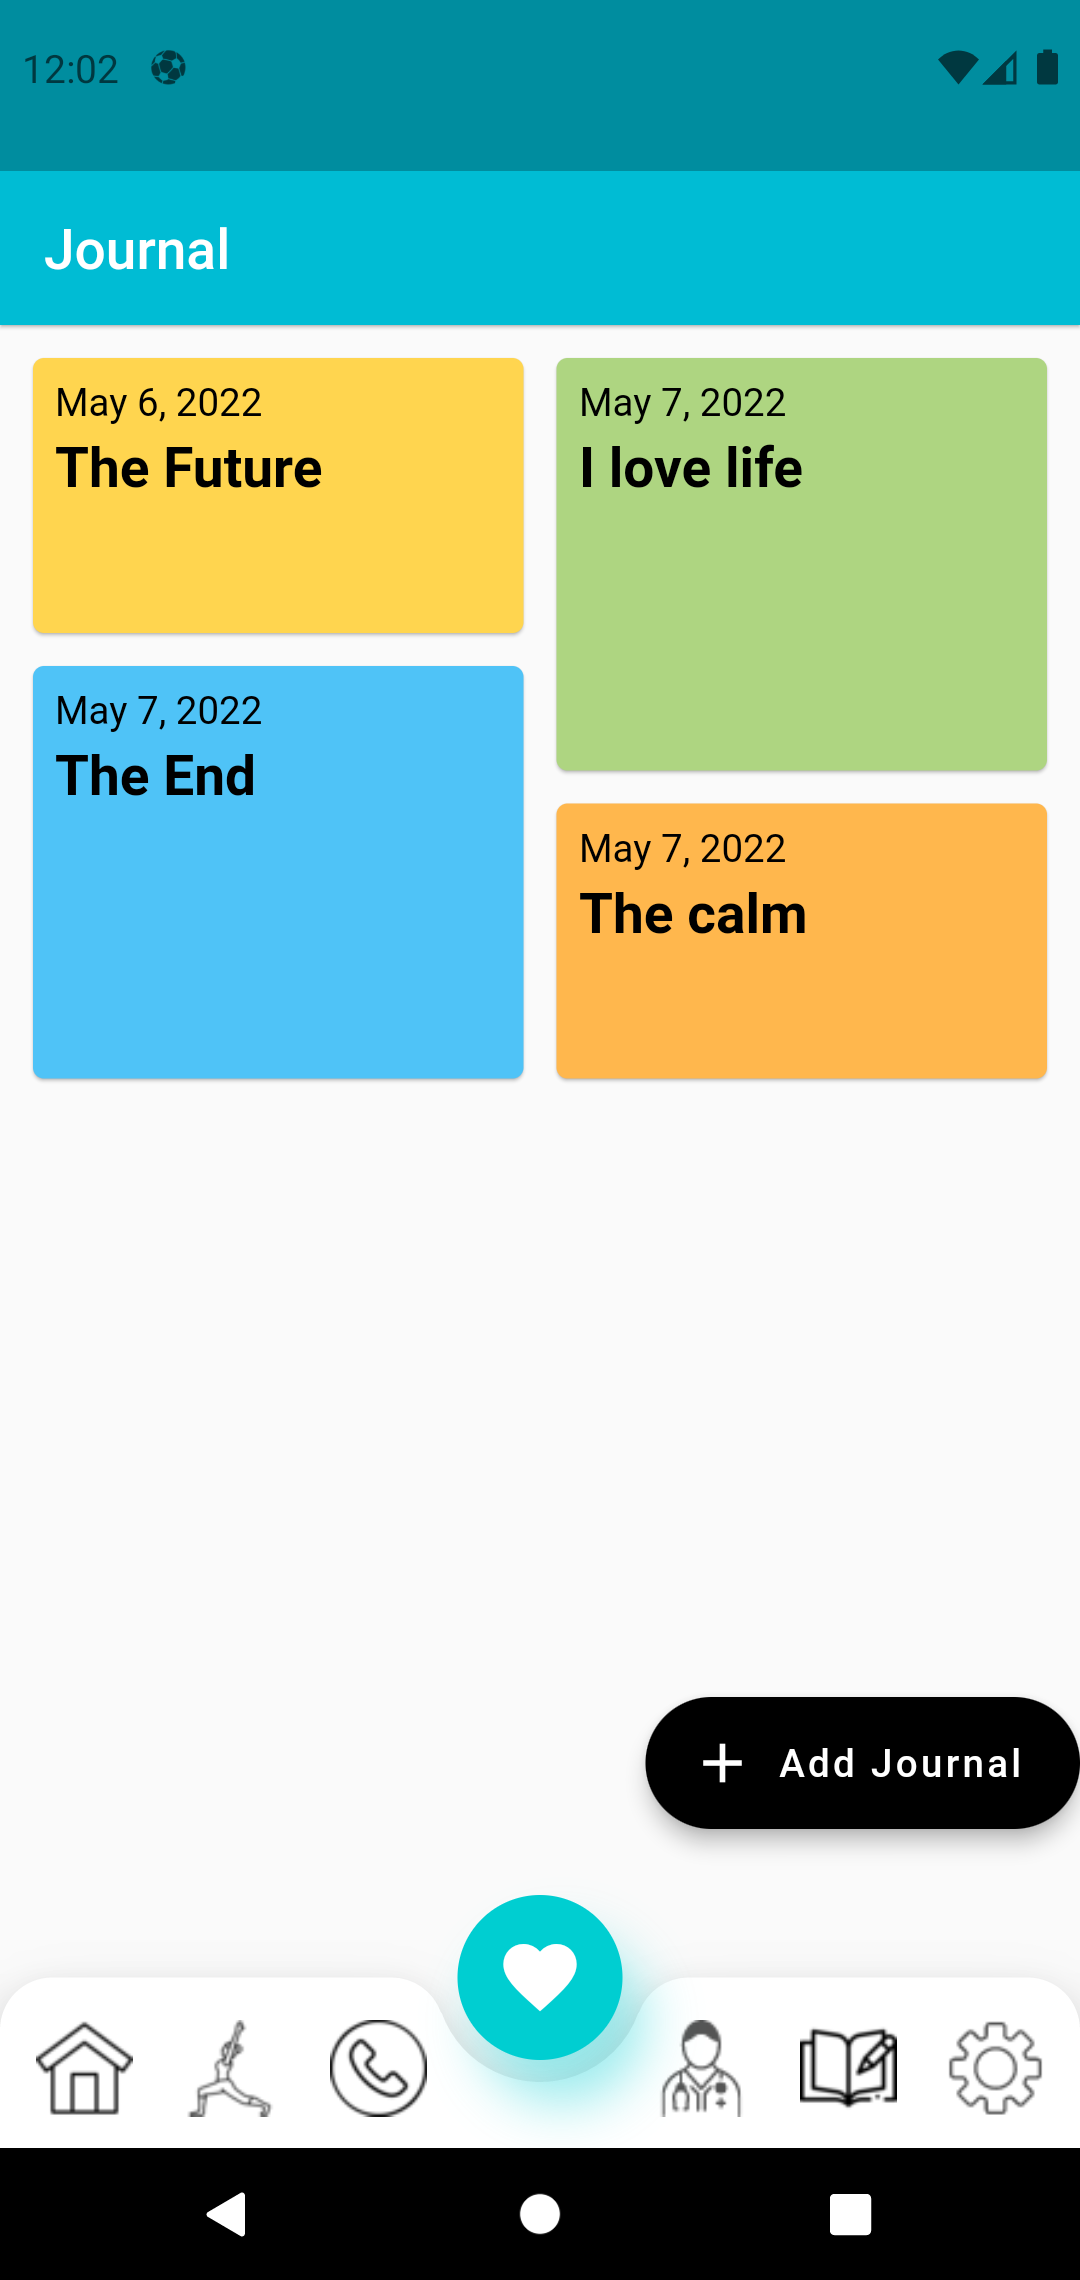 12:02
Journal
May 6, 2022
The Future
May 7, 2022
I love life
May 7, 2022
The End
May 7, 2022
The calm
Add Journal